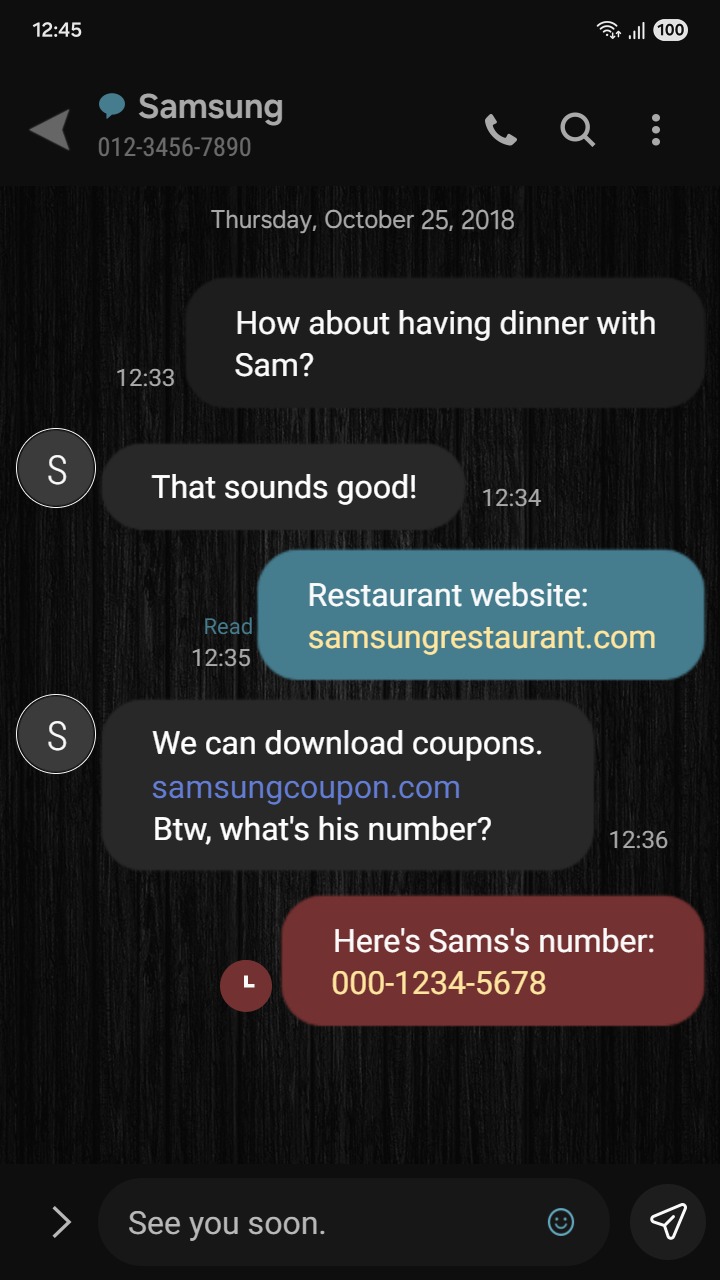 12:45
100
Samsung
012-3456-7890
Thursday, October 25, 2018
How about having dinner with
Sam?
12:33
S
That sounds good!
12:34
Restaurant website:
samsungrestaurant.com
Read
12:35
S
We can download coupons.
samsungcoupon.com
Btw, what's his number?
12:36
Here's Sams's number:
000-1234-5678
See you soon.